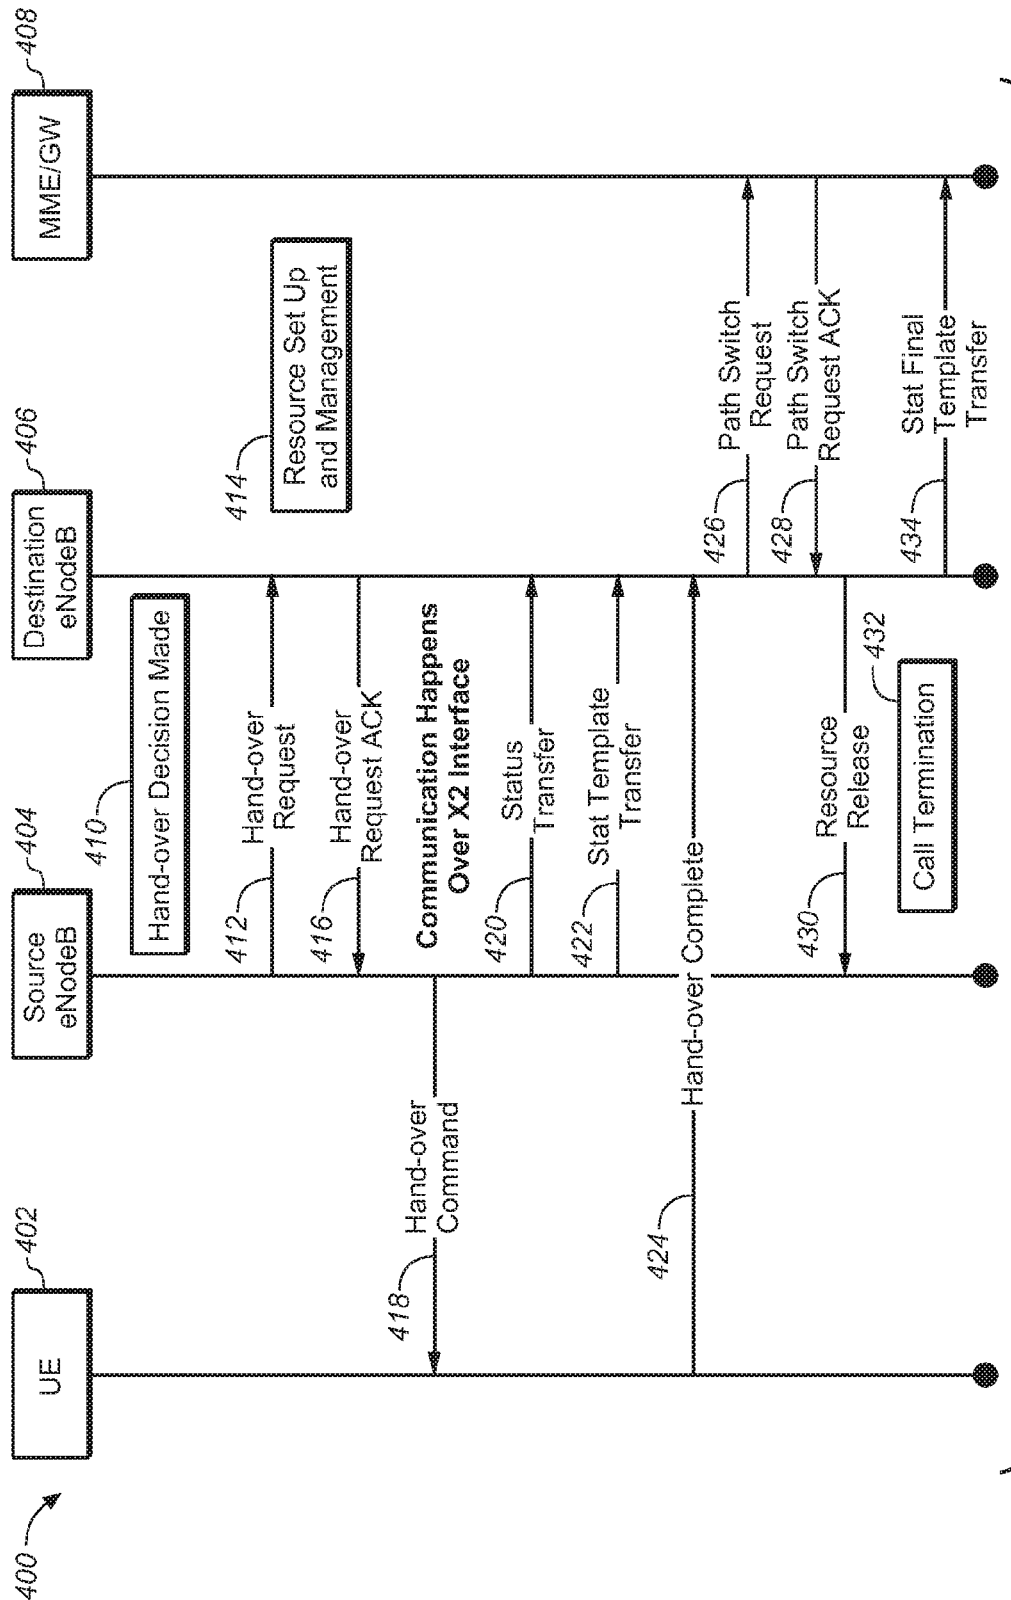 400
UE
402
Source
eNodeB
404
Destination
eNodeB
406
MME/GW
408
410
Hand-over Decision Made
412
Hand-over
Request
414
Resource Set Up
and Management
416
Hand-over
Request ACK
418
Hand-over
Command
Communication Happens
Over X2 Interface
420
Status
Transfer
422
Stat Template
Transfer
424
Hand-over Complete
426
Path Switch
Request
428
Path Switch
Request ACK
430
Resource
Release
432
Call Termination
434
Stat Final
Template
Transfer